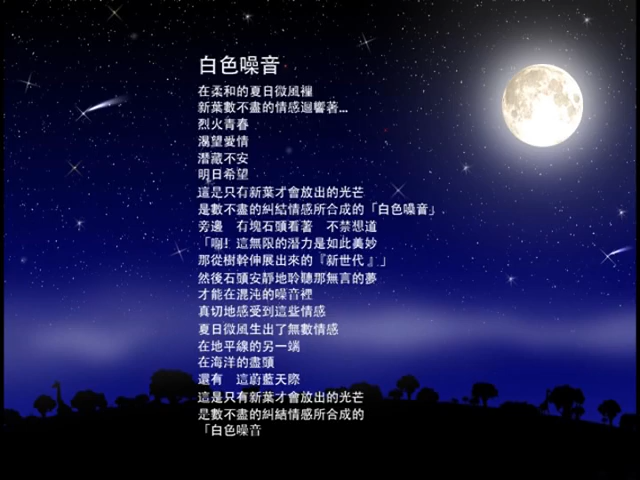 白色噪音
在柔和的夏日微風裡
新葉數不盡的情感迴響著...
烈火青春
渴望愛情
潛藏不安
明日希望
這是只有新葉才會放出的光芒
是數不盡的糾結情感所合成的「白色噪音」
旁邊 有塊石頭看著 不禁想道
「啊! 這無限的潛力是如此美妙
那從樹幹伸展出來的『新世代 』」
然後石頭安靜地聆聽那無言的夢
才能在混沌的噪音裡
真切地感受到這些情感
夏日微風生出了無數情感
在地平線的另一端
在海洋的盡頭
還有 這蔚藍天際
這是只有新葉才會放出的光芒
是數不盡的糾結情感所合成的
「白色噪音